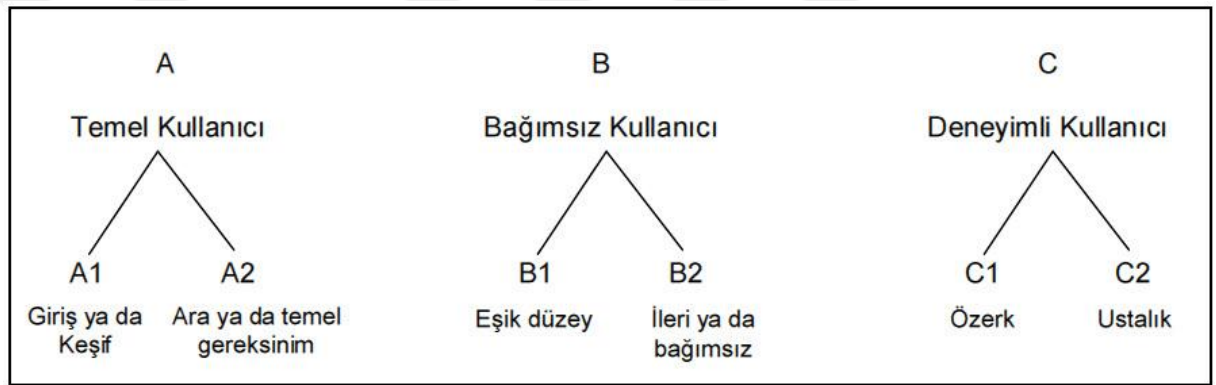 A
B
C
Temel Kullanıcı
Bağımsız Kullanıcı
Deneyimli Kullanıcı
A1
A2
B1
B2
C1
C2
Giriş ya da
Keşif
Ara ya da temel
gereksinim
Eşik düzey
İleri ya da
bağımsız
Özerk
Ustalık